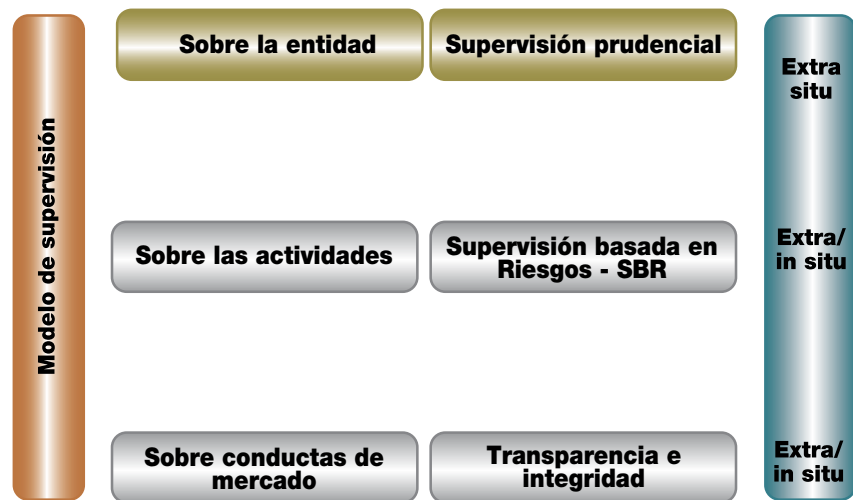 Modelo de supervisión
Sobre la entidad
Supervisión prudencial
Extra
situ
Sobre las actividades
Supervisión basada en
Riesgos - SBR
Extra/
in situ
Sobre conductas de
mercado
Transparencia e
integridad
Extra/
in situ